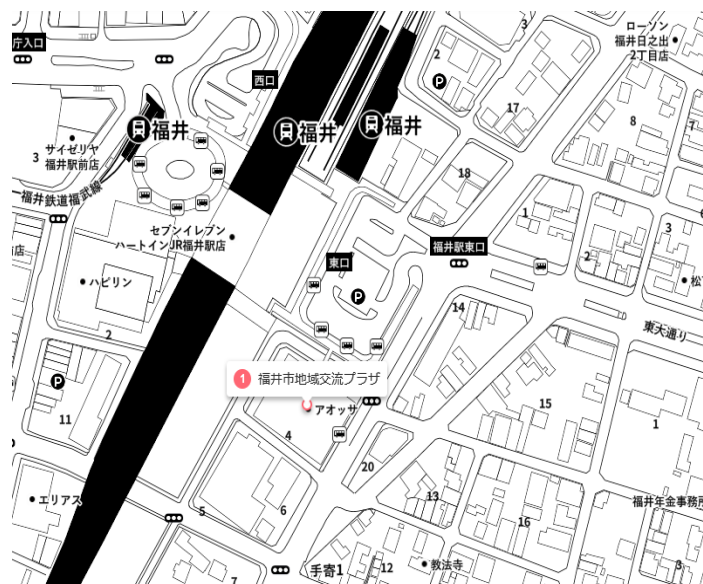 庁入口
西口
2
3
ローソン
福井日之出
2丁目店
17
8
7
福井
福井
福井
サイゼリヤ
福井駅前店
3
福井鉄道福武線
18
1
セブンイレブン
ハートインJR福井駅店
東口
福井駅東口
2
3
店
ハピリン
松
14
東大通り
2
1 福井市地域交流プラザ
アオッサ
11
4
15
1
20
エリアス
5
6
13
16
福井年金事務所
手寄1
12
教法寺
7
3